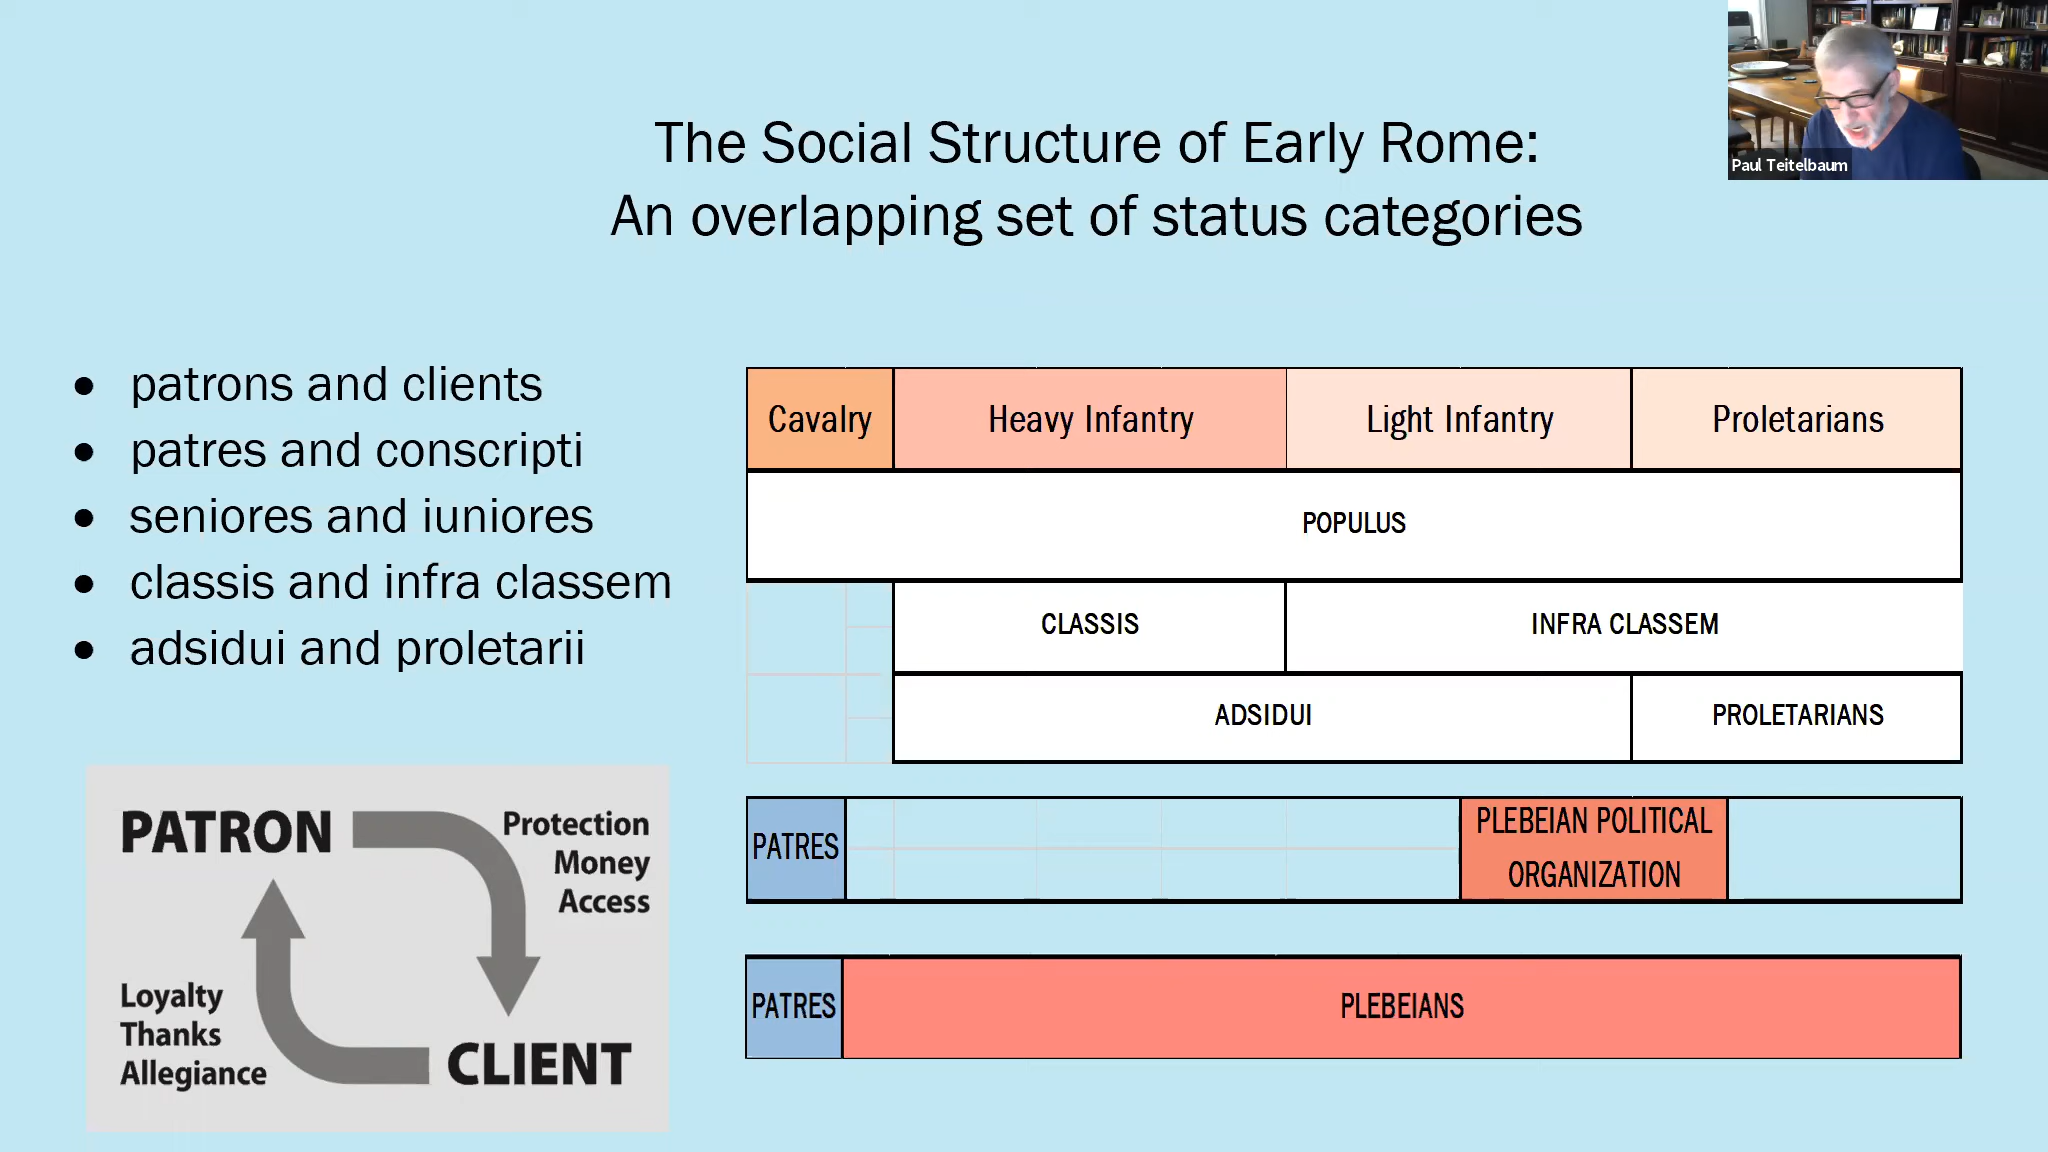 The Social Structure of Early Rome:
An overlapping set of status categories
Paul Teitelbaum
patrons and clients
patres and conscripti
seniores and iuniores
classis and infra classem
adsidui and proletarii
PATRON
Protection
Money
Access
Loyalty
Thanks
Allegiance
CLIENT
Cavalry
Heavy Infantry
Light Infantry
Proletarians
POPULUS
CLASSIS
INFRA CLASSEM
ADSIDUI
PROLETARIANS
PATRES
PLEBEIAN POLITICAL
ORGANIZATION
PATRES
PLEBEIANS